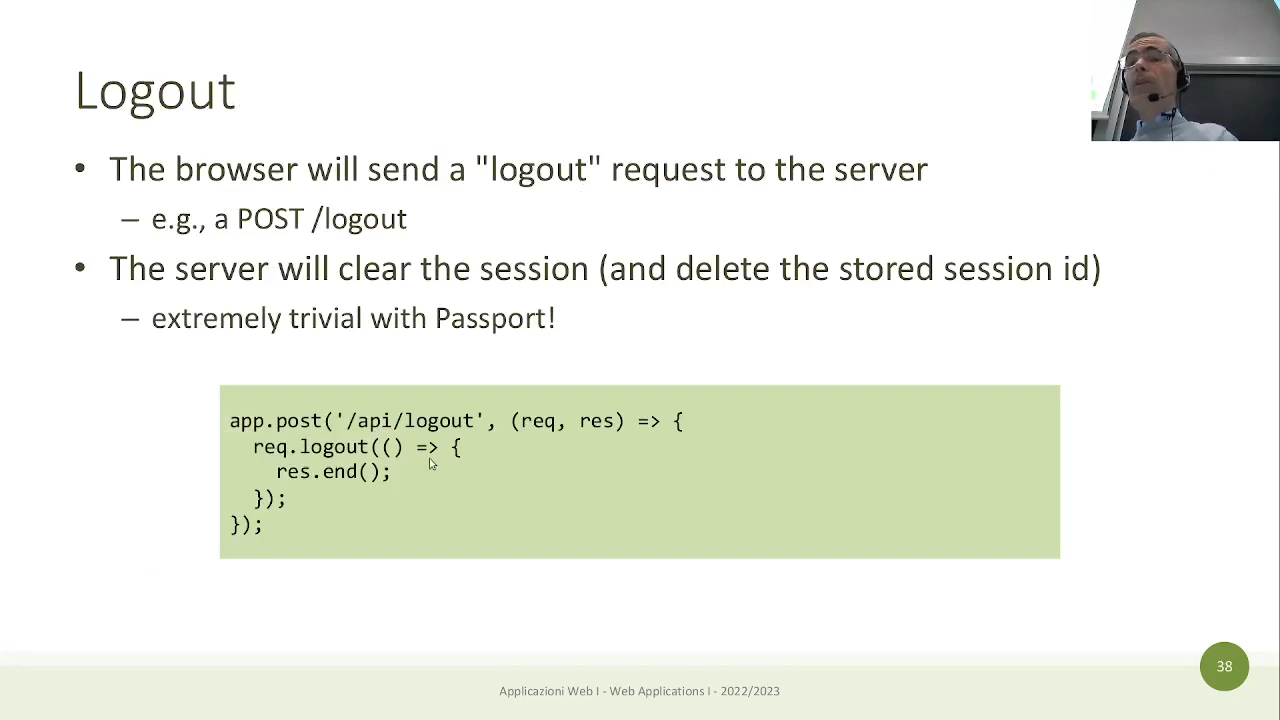 Logout
• The browser will send a "logout" request to the server
– e.g., a POST /logout
• The server will clear the session (and delete the stored session id)
– extremely trivial with Passport!
app.post('/api/logout', (req, res) => {
  req.logout(() => {
    res.end();
  });
});
38
Applicazioni Web I - Web Applications I - 2022/2023